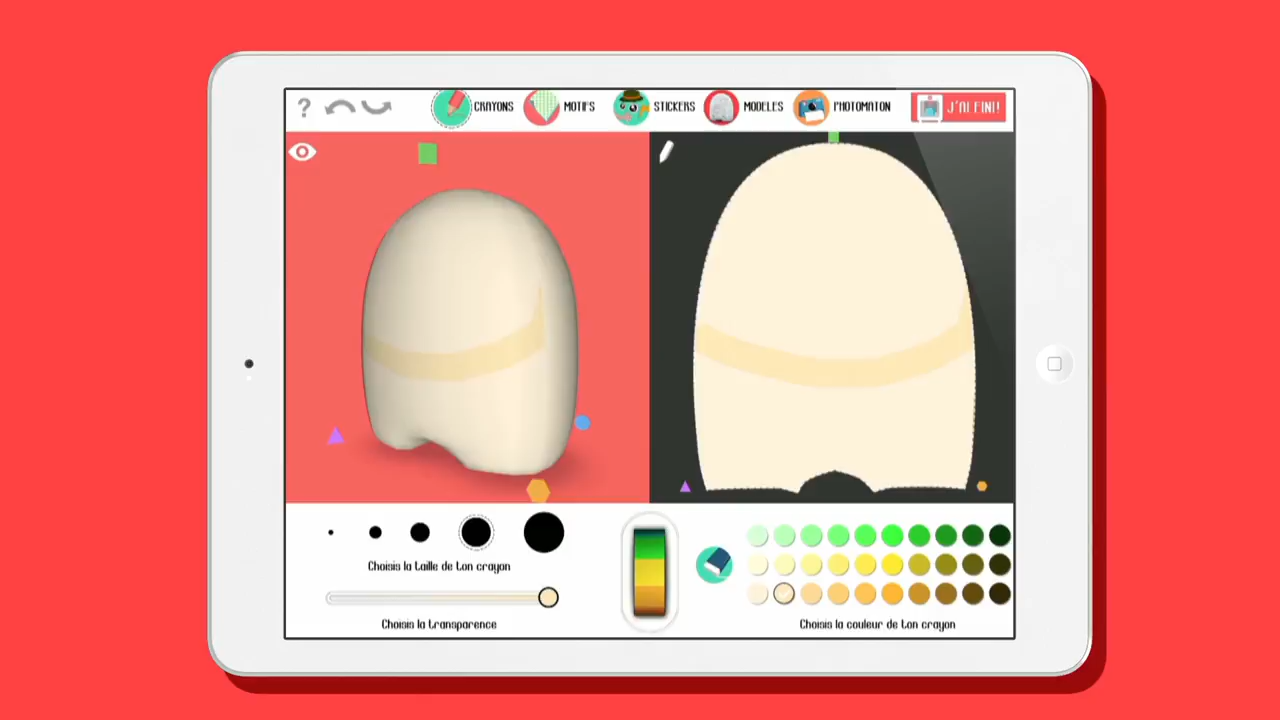 ?
CRAYONS
MOTIFS
STICKERS
MODELES
PHOTOMATON
J'AI FINI!
Choisis la taille de ton crayon
Choisis la transparence
Choisis la couleur de ton crayon